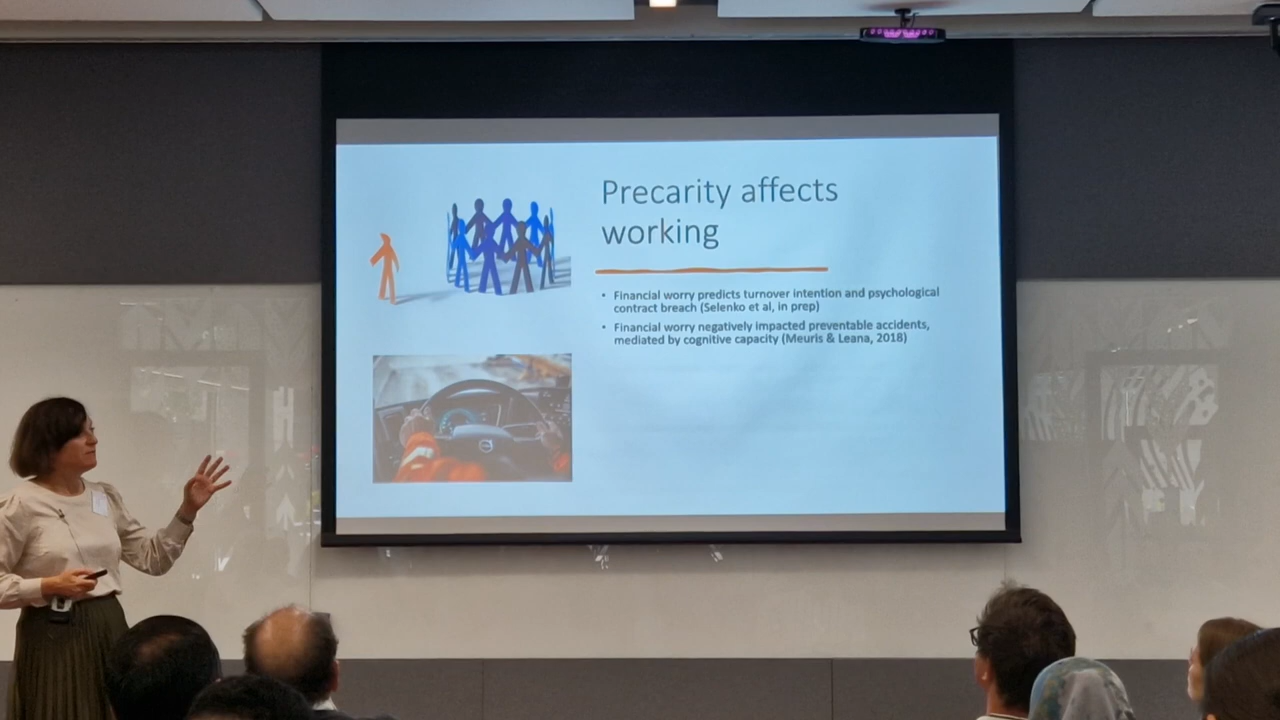 Precarity affects
working
• Financial worry predicts turnover intention and psychological
contract breach (Selenko et al, in prep)
• Financial worry negatively impacted preventable accidents,
mediated by cognitive capacity (Meuris & Leana, 2018)